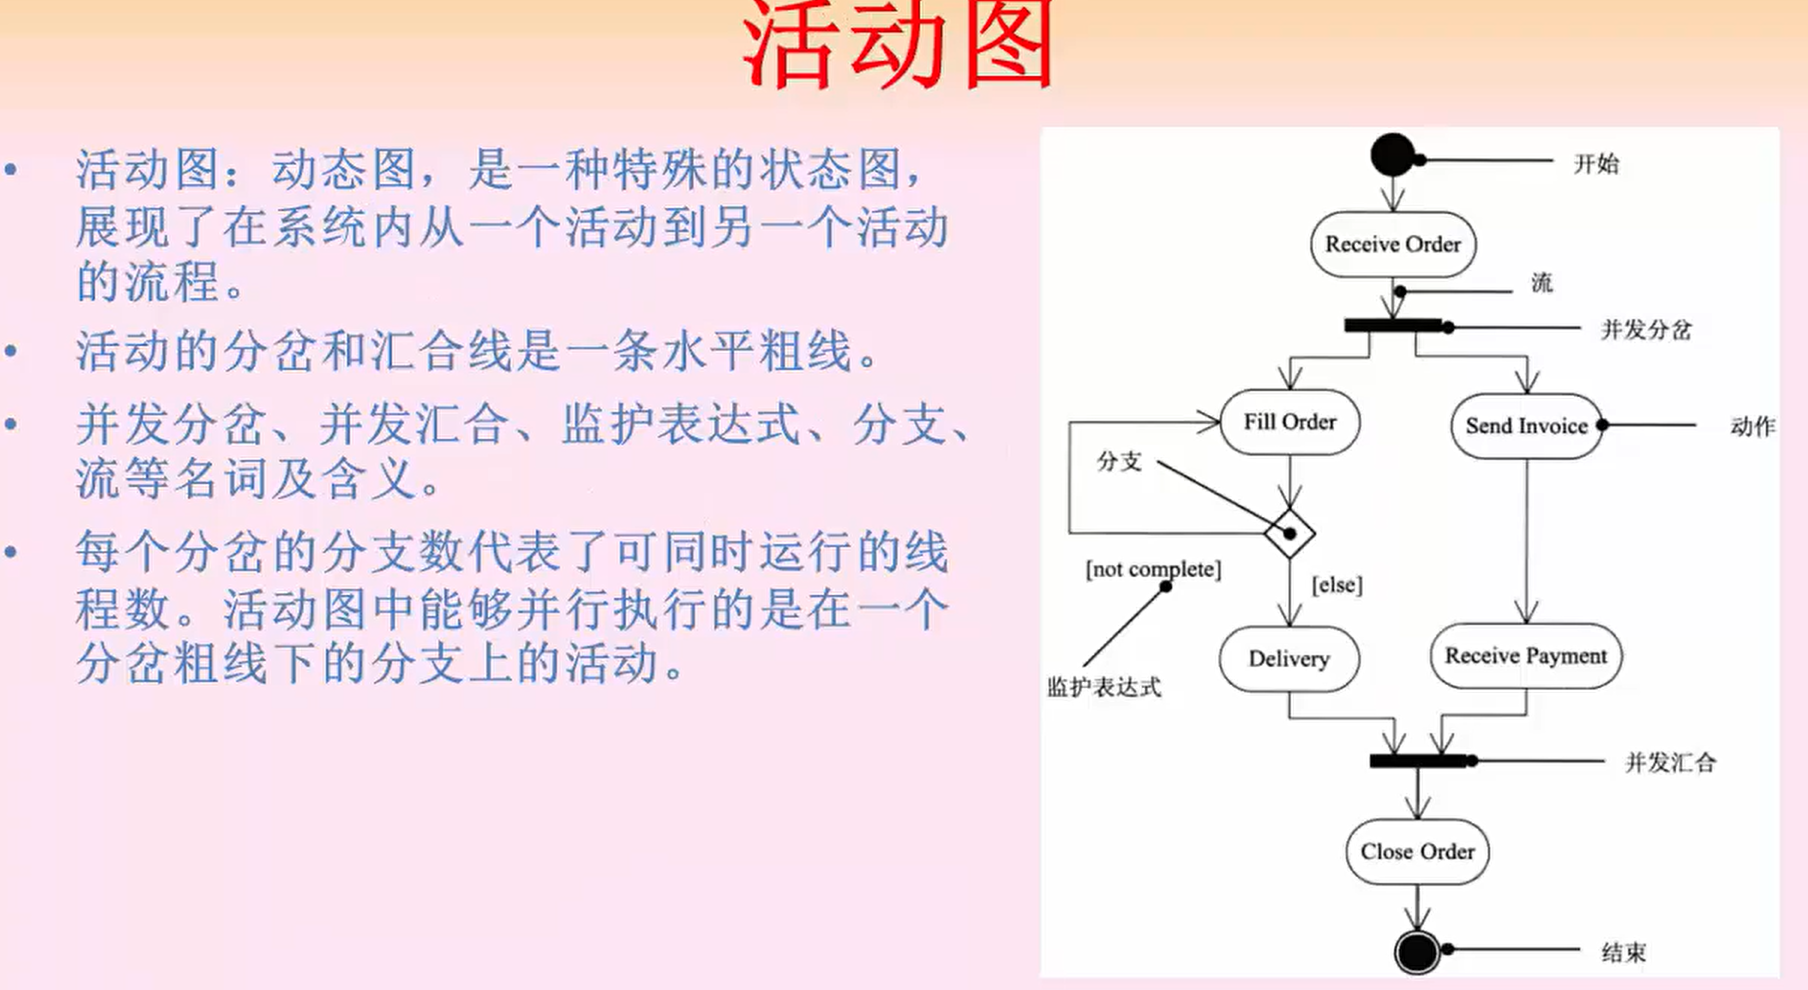 活动图
活动图：动态图，是一种特殊的状态图，
展现了在系统内从一个活动到另一个活动
的流程。
活动的分岔和汇合线是一条水平粗线。
并发分岔、并发汇合、监护表达式、分支、
流等名词及含义。
每个分岔的分支数代表了可同时运行的线
程数。活动图中能够并行执行的是在一个
分岔粗线下的分支上的活动。
开始
Receive Order
流
并发分岔
Fill Order
Send Invoice
动作
分支
[not complete]
[else]
Delivery
Receive Payment
监护表达式
并发汇合
Close Order
结束